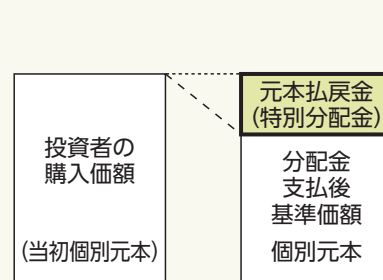 投資者の
購入価額
(当初個別元本)
元本払戻金
(特別分配金)
分配金
支払後
基準価額
個別元本